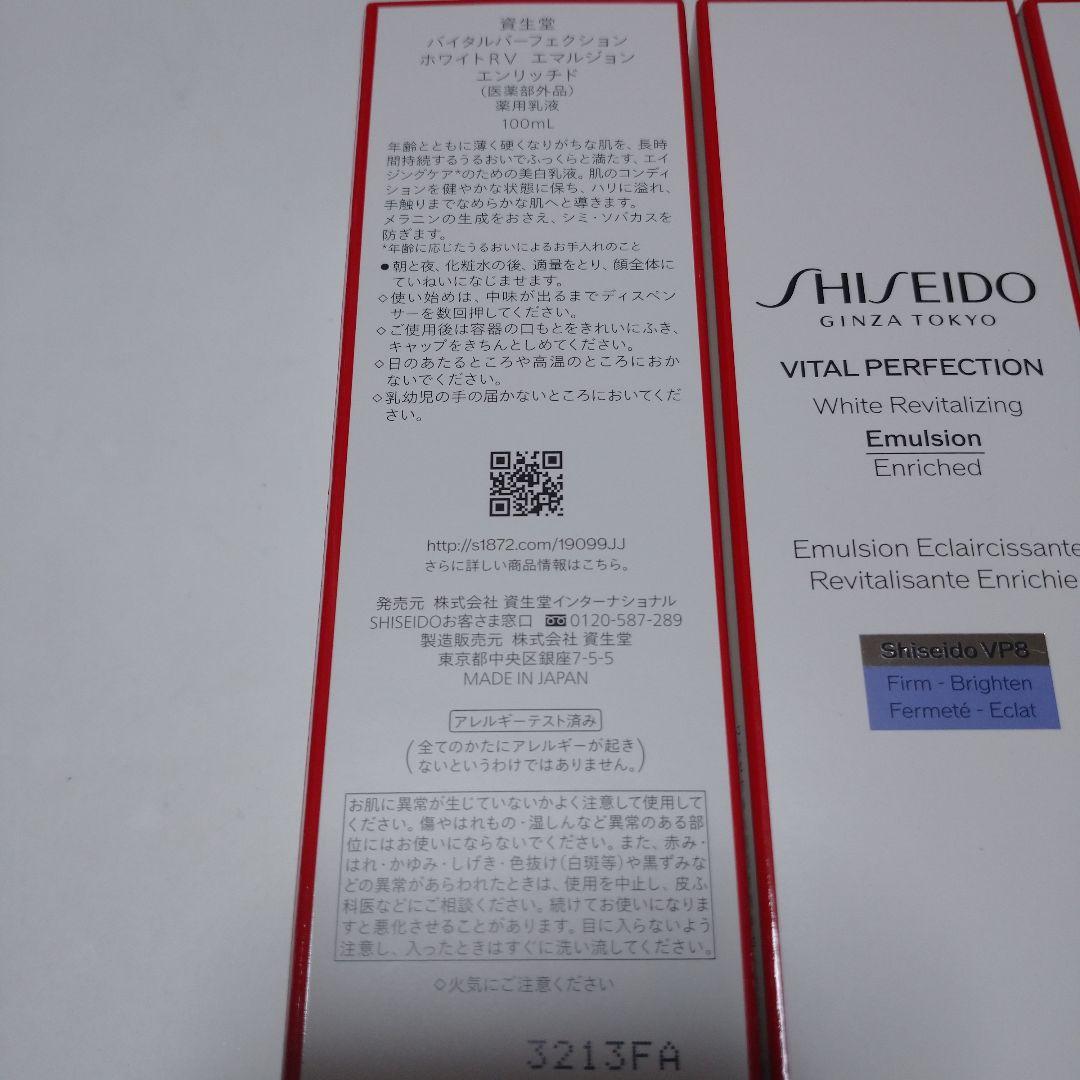 資生堂
バイタルパーフェクション
ホワイトRV エマルジョン
エンリッチド
（医薬部外品）
薬用乳液
100mL
年齢とともに薄く硬くなりがちな肌を、長時
間持続するうるおいでふっくらと満たす、エイ
ジングケア*のための美白乳液。肌のコンディ
ションを健やかな状態に保ち、ハリに溢れ、
手触りまでなめらかな肌へと導きます。
メラニンの生成をおさえ、シミ・ソバカスを
防ぎます。
*年齢に応じたうるおいによるお手入れのこと
●朝と夜、化粧水の後、適量をとり、顔全体に
ていねいになじませます。
◇使い始めは、中味が出るまでディスペン
サーを数回押してください。
◇ご使用後は容器の口もとをきれいにふき、
キャップをきちんとしめてください。
◇日のあたるところや高温のところにおか
ないでください。
◇乳幼児の手の届かないところにおいてくだ
さい。
http://s1872.com/19099JJ
さらに詳しい商品情報はこちら。
発売元 株式会社 資生堂インターナショナル
SHISEIDOお客さま窓口 0120-587-289
製造販売元 株式会社 資生堂
東京都中央区銀座7-5-5
MADE IN JAPAN
アレルギーテスト済み
（全てのかたにアレルギーが起き
ないというわけではありません。）
お肌に異常が生じていないかよく注意して使用して
ください。傷やはれもの・湿しんなど異常のある部
位にはお使いにならないでください。また、赤み・
はれ・かゆみ・しげき・色抜け（白斑等）や黒ずみな
どの異常があらわれたときは、使用を中止し、皮ふ
科医などにご相談ください。続けてお使いになりま
すと悪化させることがあります。目に入らないよう
注意し、入ったときはすぐに洗い流してください。
◇火気にご注意ください
3213FA
SHISEIDO
GINZA TOKYO
VITAL PERFECTION
White Revitalizing
Emulsion
Enriched
Emulsion Eclaircissante
Revitalisante Enrichie
Shiseido VP8
Firm - Brighten
Fermeté - Eclat